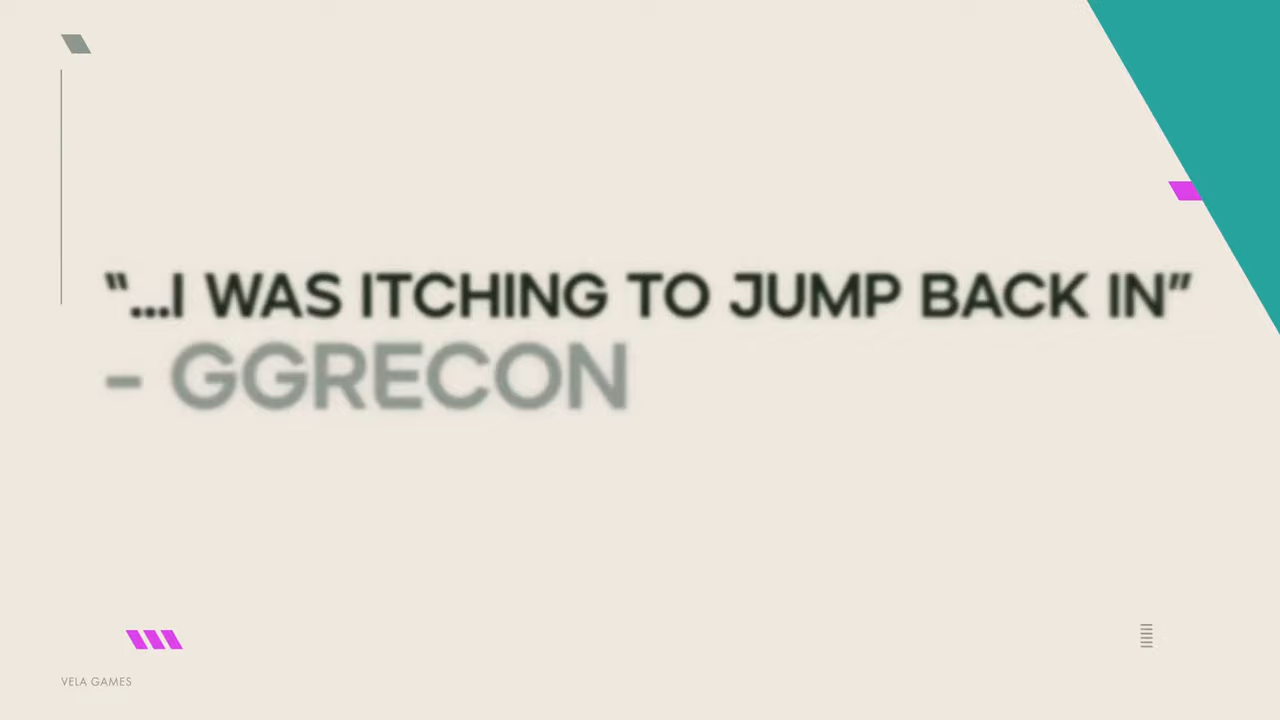 “...I WAS ITCHING TO JUMP BACK IN”
– GGRECON
VELA GAMES